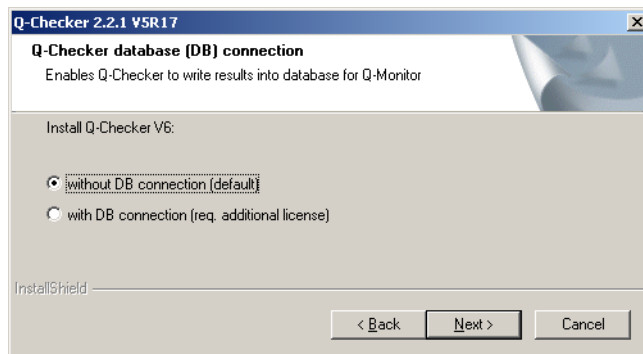 Q-Checker 2.2.1 V5R17
Q-Checker database (DB) connection
Enables Q-Checker to write results into database for Q-Monitor
Install Q-Checker V6:
without DB connection (default)
with DB connection (req. additional license)
InstallShield
< Back Next > Cancel